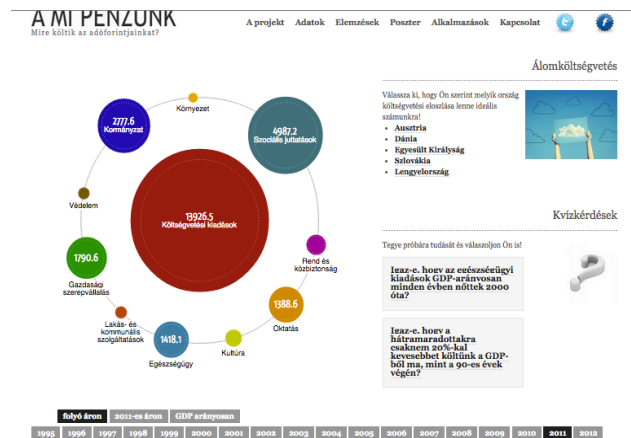 A MI PÉNZÜNK
Mire költik az adóforintjainkat?
A projekt Adatok Elemzések Poszter Alkalmazások Kapcsolat
Álomköltségvetés
Válassza ki, hogy Ön szerint melyik ország
költségvetési eloszlása lenne ideális
számunkra!
Ausztria
Dánia
Egyesült Királyság
Szlovákia
Lengyelország
Környezet
2777.6
Kormányzat
4987.2
Szociális juttatások
13926.5
Költségvetési kiadások
Védelem
1790.6
Gazdasági
szerepvállalás
Rend és
közbiztonság
1388.6
Oktatás
Lakás- és
kommunális
szolgáltatások
1418.1
Egészségügy
Kultúra
Kvízkérdések
Tegye próbára tudását és válaszoljon Ön is!
Igaz-e, hogy az egészségügyi
kiadások GDP-arányosan
minden évben nőttek 2000
óta?
Igaz-e, hogy a
hátramaradottakra
csaknem 20%-kal
kevesebbet költünk a GDP-
ből ma, mint a 90-es évek
végén?
folyó áron 2011-es áron GDP arányosan
1995 1996 1997 1998 1999 2000 2001 2002 2003 2004 2005 2006 2007 2008 2009 2010 2011 2012